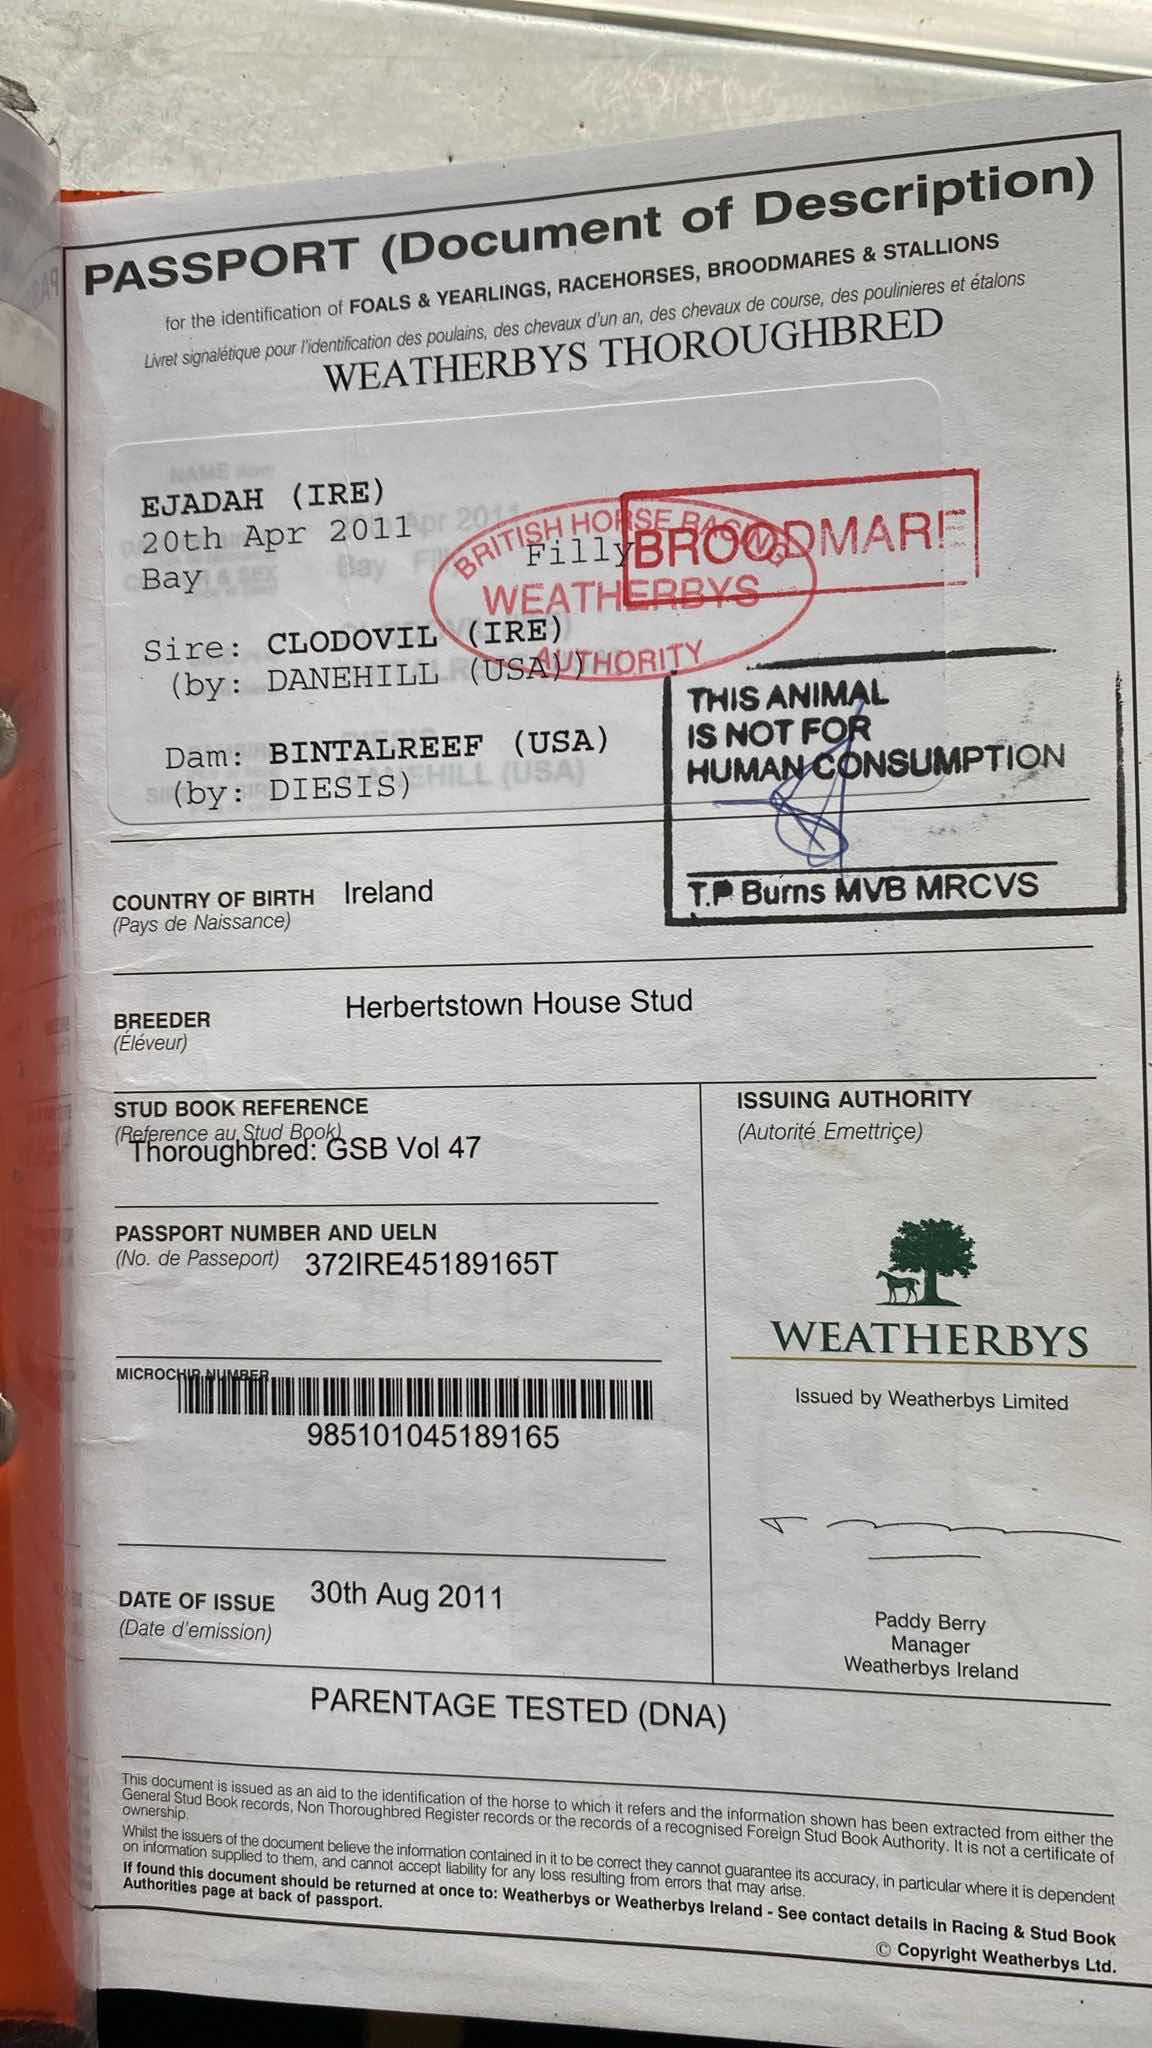 PASSPORT (Document of Description)
for the identification of FOALS & YEARLINGS, RACEHORSES, BROODMARES & STALLIONS
Livret signalétique pour l'identification des poulains, des chevaux d'un an, des chevaux de course, des poulinieres et étalons
WEATHERBYS THOROUGHBRED
EJADAH (IRE)
20th Apr 2011 Filly
Bay
BRITISH HORSE RACING
WEATHERBYS
AUTHORITY
BROODMARE
Sire: CLODOVIL (IRE)
(by: DANEHILL (USA))
Dam: BINTALREEF (USA)
(by: DIESIS)
THIS ANIMAL
IS NOT FOR
HUMAN CONSUMPTION
T.P Burns MVB MRCVS
COUNTRY OF BIRTH Ireland
(Pays de Naissance)
BREEDER Herbertstown House Stud
(Éléveur)
STUD BOOK REFERENCE
(Reference au Stud Book)
Thoroughbred: GSB Vol 47
PASSPORT NUMBER AND UELN
(No. de Passeport) 372IRE45189165T
MICROCHIP NUMBER
985101045189165
DATE OF ISSUE 30th Aug 2011
(Date d'emission)
ISSUING AUTHORITY
(Autorité Emettriçe)
WEATHERBYS
Issued by Weatherbys Limited
Paddy Berry
Manager
Weatherbys Ireland
PARENTAGE TESTED (DNA)
This document is issued as an aid to the identification of the horse to which it refers and the information shown has been extracted from either the
General Stud Book records, Non Thoroughbred Register records or the records of a recognised Foreign Stud Book Authority. It is not a certificate of
ownership.
Whilst the issuers of the document believe the information contained in it to be correct they cannot guarantee its accuracy, in particular where it is dependent
on information supplied to them, and cannot accept liability for any loss resulting from errors that may arise.
If found this document should be returned at once to: Weatherbys or Weatherbys Ireland - See contact details in Racing & Stud Book
Authorities page at back of passport.
© Copyright Weatherbys Ltd.